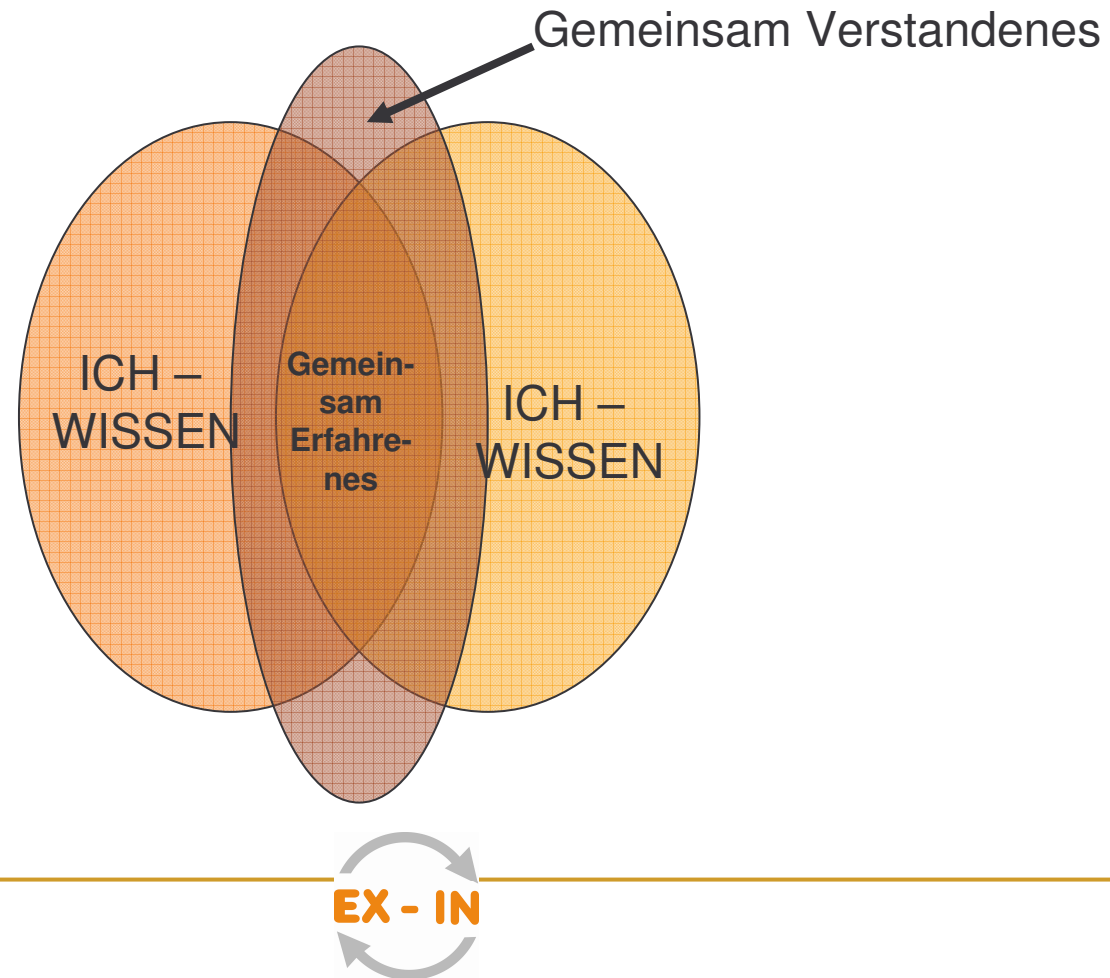 Gemeinsam Verstandenes
ICH –
WISSEN
Gemein-
sam
Erfahre-
nes
ICH –
WISSEN
EX - IN